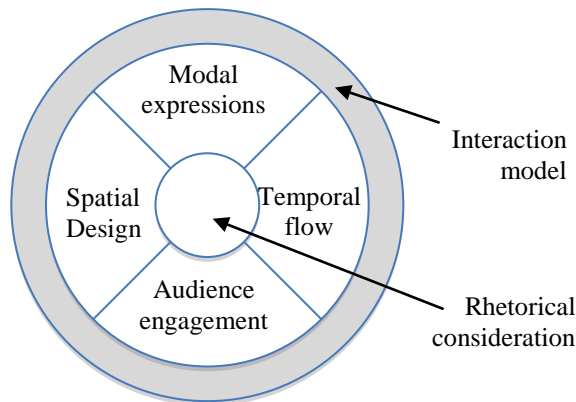 Modal
expressions
Interaction
model
Spatial
Design
Temporal
flow
Audience
engagement
Rhetorical
consideration